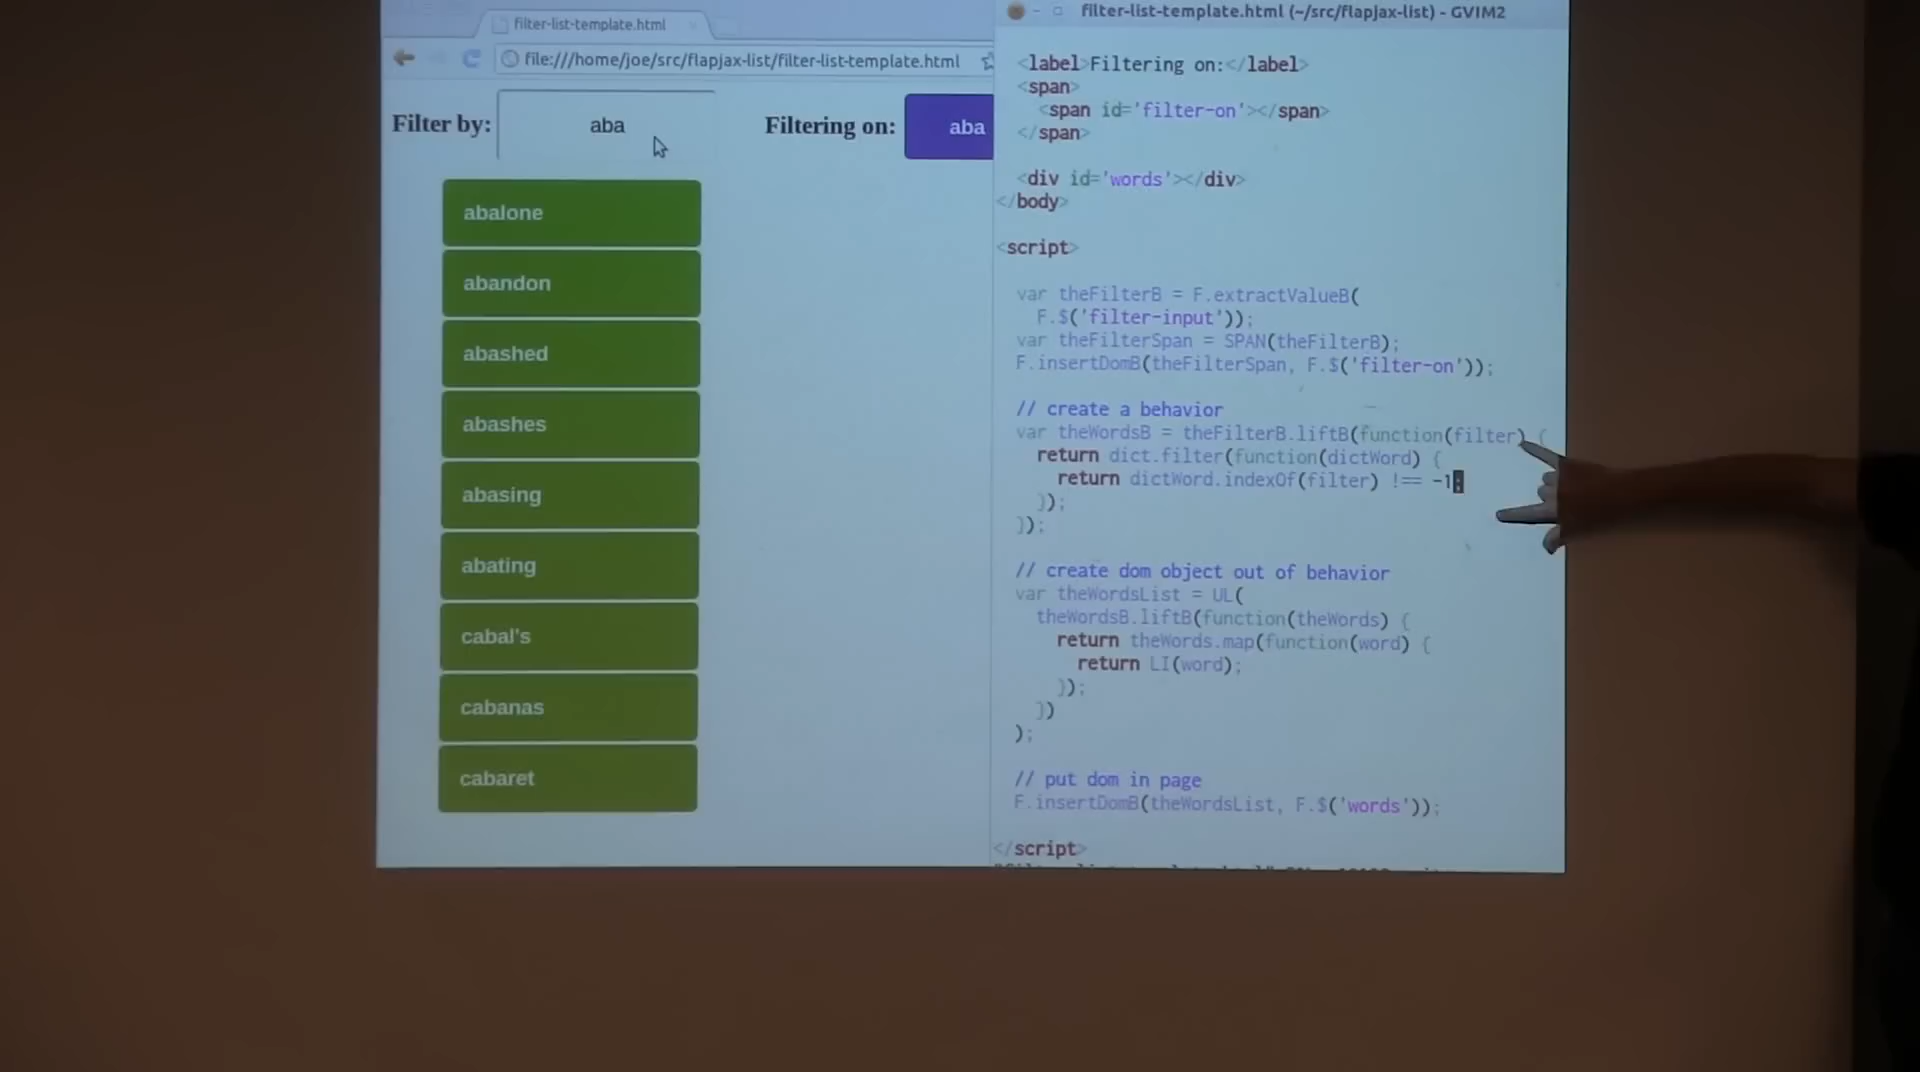 filter-list-template.html
file:///home/joe/src/flapjax-list/filter-list-template.html
Filter by:
aba
Filtering on:
aba
abalone
abandon
abashed
abashes
abasing
abating
cabal's
cabanas
cabaret
filter-list-template.html (~/src/flapjax-list) - GVIM2
<label>Filtering on:</label>
<span>
<span id='filter-on'></span>
</span>
<div id='words'></div>
</body>
<script>
var theFilterB = F.extractValueB(
F.$('filter-input'));
var theFilterSpan = SPAN(theFilterB);
F.insertDomB(theFilterSpan, F.$('filter-on'));
// create a behavior
var theWordsB = theFilterB.liftB(function(filter) {
return dict.filter(function(dictWord) {
return dictWord.indexOf(filter) !== -1;
});
});
// create dom object out of behavior
var theWordsList = UL(
theWordsB.liftB(function(theWords) {
return theWords.map(function(word) {
return LI(word);
});
})
);
// put dom in page
F.insertDomB(theWordsList, F.$('words'));
</script>